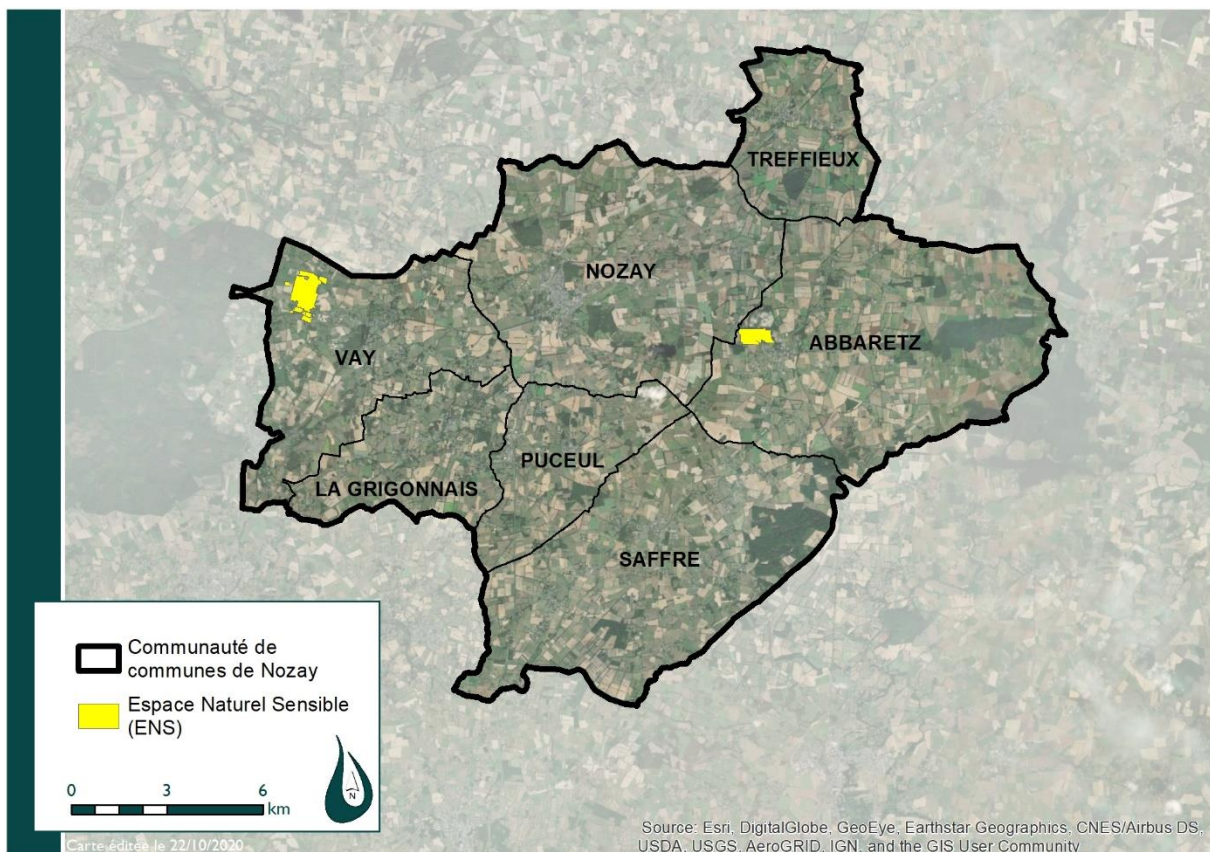 TREFFIEUX
NOZAY
VAY
ABBARETZ
PUCEUL
LA GRIGONNAIS
SAFFRE
Communauté de
communes de Nozay
Espace Naturel Sensible
(ENS)
0 3 6
km
N
Carte éditée le 22/10/2020
Source: Esri, DigitalGlobe, GeoEye, Earthstar Geographics, CNES/Airbus DS,
USDA, USGS, AeroGRID, IGN, and the GIS User Community